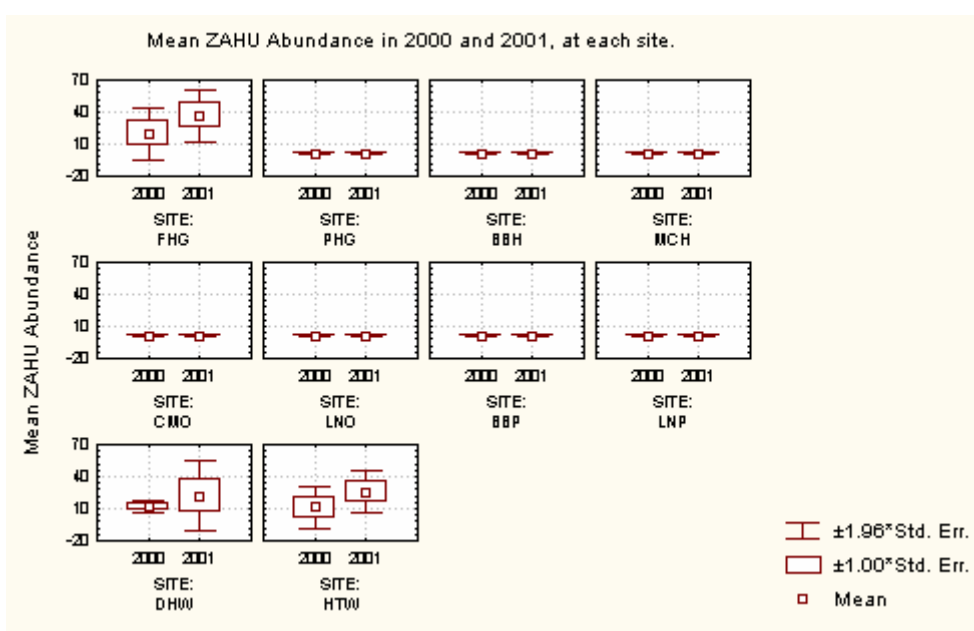 Mean ZAHU Abundance in 2000 and 2001, at each site.
Mean ZAHU Abundance
70
40
10
-20
2000 2001
SITE:
FHG
2000 2001
SITE:
PHG
2000 2001
SITE:
BBH
2000 2001
SITE:
MCH
70
40
10
-20
2000 2001
SITE:
CMO
2000 2001
SITE:
LNO
2000 2001
SITE:
BBP
2000 2001
SITE:
LNP
70
40
10
-20
2000 2001
SITE:
DHW
2000 2001
SITE:
HTW
±1.96*Std. Err.
±1.00*Std. Err.
Mean